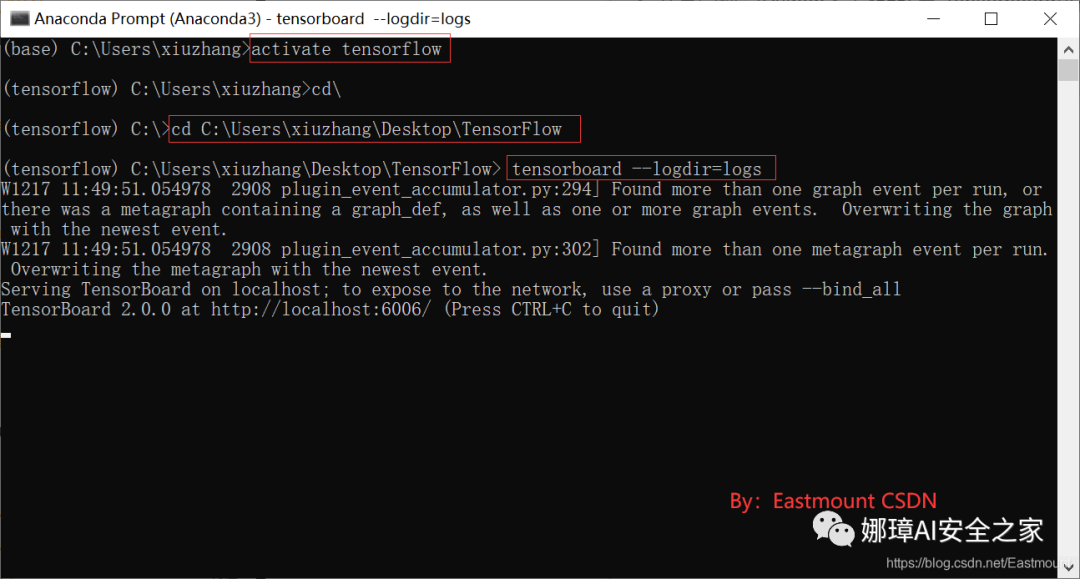 Anaconda Prompt (Anaconda3) - tensorboard  --logdir=logs
(base) C:\Users\xiuzhang>activate tensorflow
(tensorflow) C:\Users\xiuzhang>cd\
(tensorflow) C:\>cd C:\Users\xiuzhang\Desktop\TensorFlow
(tensorflow) C:\Users\xiuzhang\Desktop\TensorFlow> tensorboard --logdir=logs
W1217 11:49:51.054978  2908 plugin_event_accumulator.py:294] Found more than one graph event per run, or
there was a metagraph containing a graph_def, as well as one or more graph events.  Overwriting the graph
with the newest event.
W1217 11:49:51.054978  2908 plugin_event_accumulator.py:302] Found more than one metagraph event per run.
Overwriting the metagraph with the newest event.
Serving TensorBoard on localhost; to expose to the network, use a proxy or pass --bind_all
TensorBoard 2.0.0 at http://localhost:6006/ (Press CTRL+C to quit)
By：Eastmount CSDN
娜璋AI安全之家
https://blog.csdn.net/Eastmount